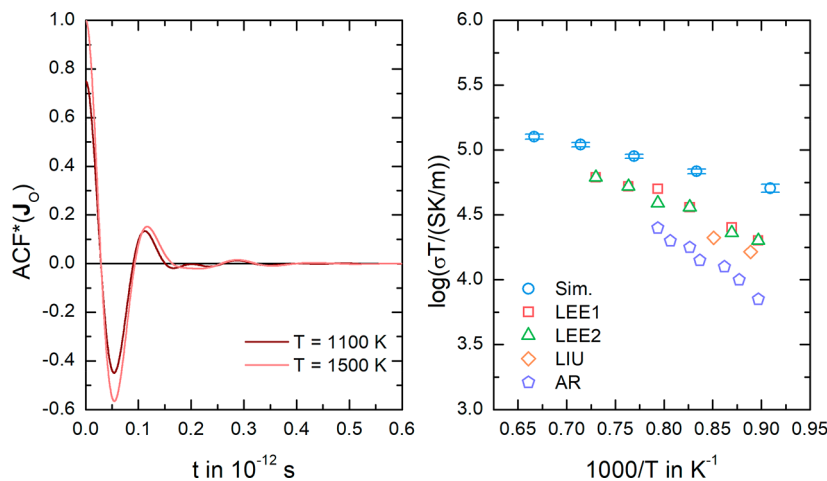 ACF*(J_O)
1.0
0.8
0.6
0.4
0.2
0.0
-0.2
-0.4
-0.6
T = 1100 K
T = 1500 K
0.0 0.1 0.2 0.3 0.4 0.5 0.6
t in 10⁻¹² s
log(σT/(SK/m))
6.0
5.5
5.0
4.5
4.0
3.5
3.0
Sim.
LEE1
LEE2
LIU
AR
0.65 0.70 0.75 0.80 0.85 0.90 0.95
1000/T in K⁻¹